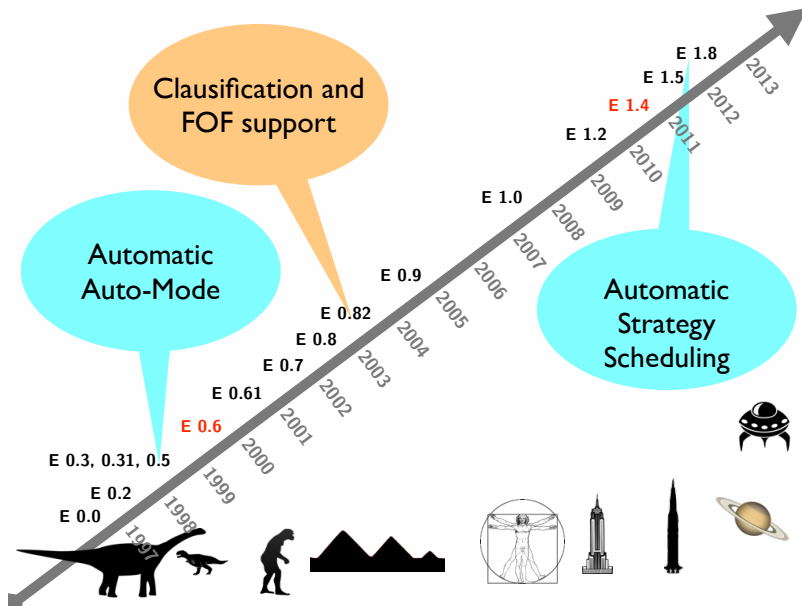 E 1.8
E 1.5
2013
Clausification and
FOF support
E 1.4
2012
2011
E 1.2
2010
2009
E 1.0
2008
Automatic
Auto-Mode
2007
E 0.9
2006
Automatic
Strategy
Scheduling
2005
E 0.82
2004
E 0.8
2003
E 0.7
2002
E 0.61
2001
E 0.6
2000
E 0.3, 0.31, 0.5
1999
E 0.2
1998
E 0.0
1997